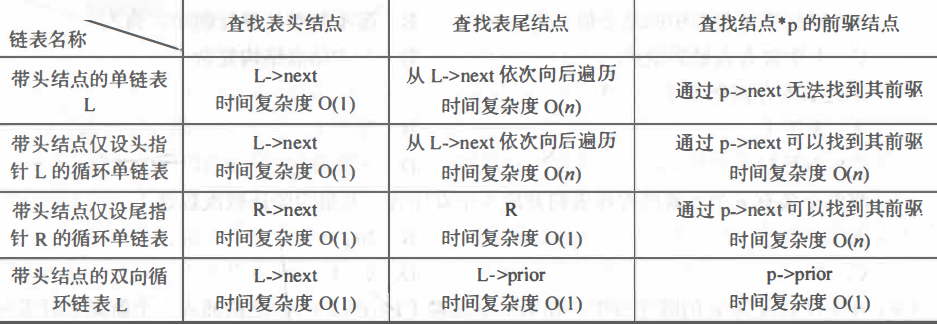 链表名称
查找表头结点
查找表尾结点
查找结点*p的前驱结点
带头结点的单链表
L
L->next
时间复杂度 O(1)
从 L->next 依次向后遍历
时间复杂度 O(n)
通过 p->next 无法找到其前驱
带头结点仅设头指
针 L 的循环单链表
L->next
时间复杂度 O(1)
从 L->next 依次向后遍历
时间复杂度 O(n)
通过 p->next 可以找到其前驱
时间复杂度 O(n)
带头结点仅设尾指
针 R 的循环单链表
R->next
时间复杂度 O(1)
R
时间复杂度 O(1)
通过 p->next 可以找到其前驱
时间复杂度 O(n)
带头结点的双向循
环链表 L
L->next
时间复杂度 O(1)
L->prior
时间复杂度 O(1)
p->prior
时间复杂度 O(1)